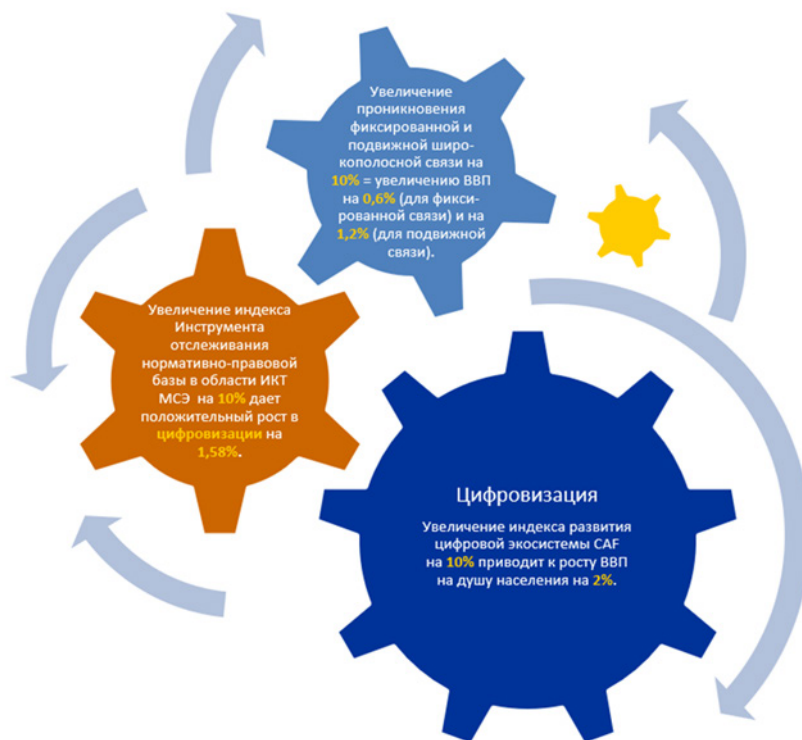 Увеличение
проникновения
фиксированной и
подвижной широ-
кополосной связи на
10% = увеличению ВВП
на 0,6% (для фикси-
рованной связи) и на
1,2% (для подвижной
связи).
Увеличение индекса
Инструмента
отслеживания
нормативно-правовой
базы в области ИКТ
МСЭ на 10% дает
положительный рост в
цифровизации на
1,58%.
Цифровизация
Увеличение индекса развития
цифровой экосистемы CAF
на 10% приводит к росту ВВП
на душу населения на 2%.